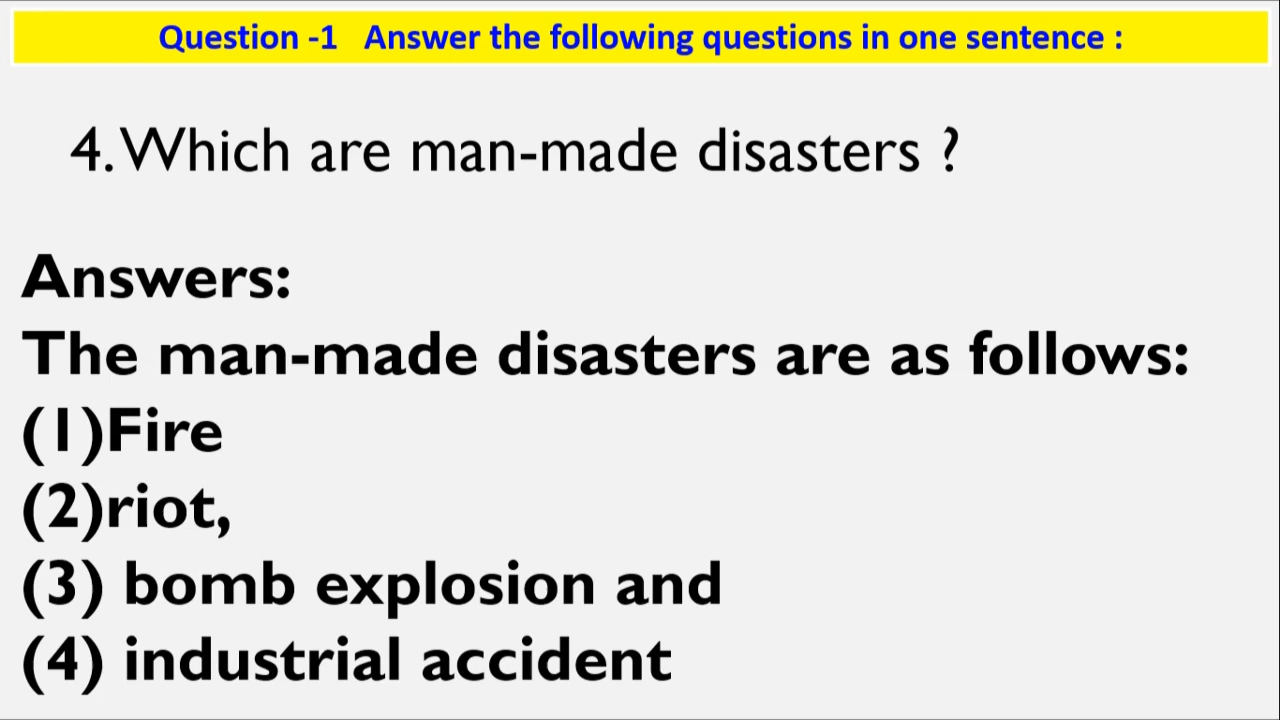 Question -1 Answer the following questions in one sentence :
4. Which are man-made disasters ?
Answers:
The man-made disasters are as follows:
(1)Fire
(2)riot,
(3) bomb explosion and
(4) industrial accident